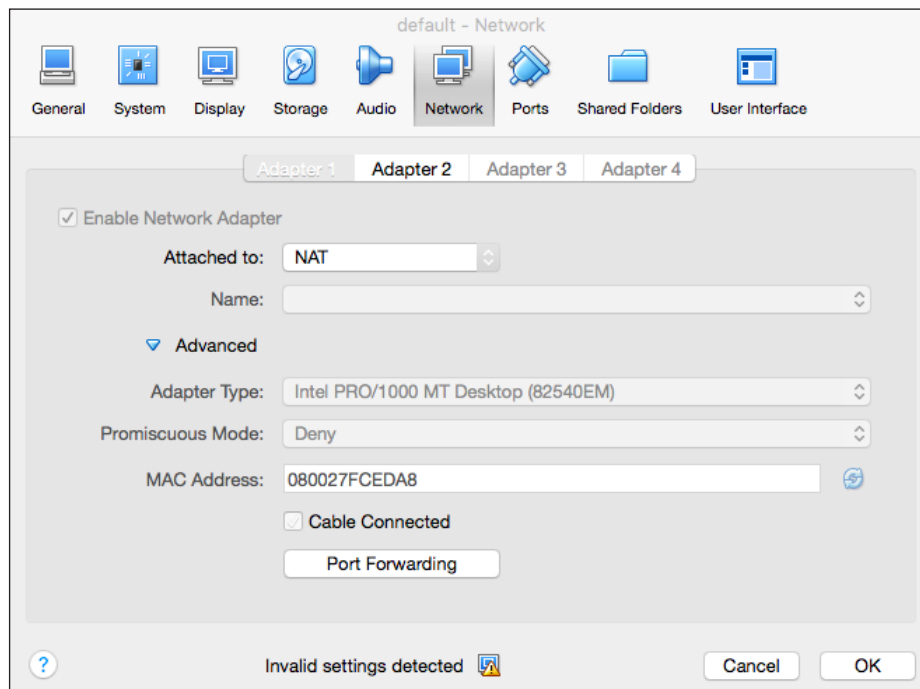 default - Network
General System Display Storage Audio Network Ports Shared Folders User Interface
Adapter 1 Adapter 2 Adapter 3 Adapter 4
Enable Network Adapter
Attached to: NAT
Name:
Advanced
Adapter Type: Intel PRO/1000 MT Desktop (82540EM)
Promiscuous Mode: Deny
MAC Address: 080027FCEDA8
Cable Connected
Port Forwarding
? Invalid settings detected Cancel OK